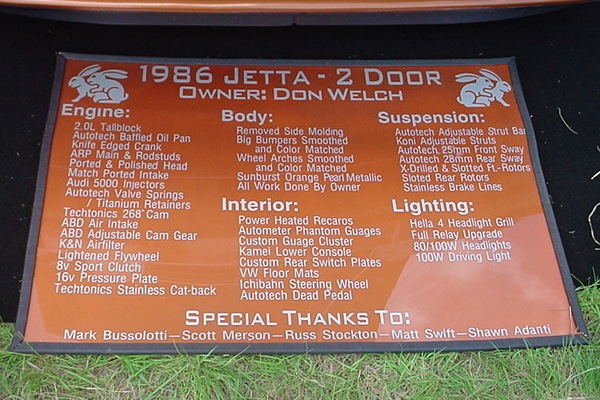 1986 Jetta - 2 Door
Owner: Don Welch
Engine:
2.0L Tallblock
Autotech Baffled Oil Pan
Knife Edged Crank
ARP Main & Rodstuds
Ported & Polished Head
Match Ported Intake
Audi 5000 Injectors
Autotech Valve Springs
/ Titanium Retainers
Techtonics 268° Cam
ABD Air Intake
ABD Adjustable Cam Gear
K&N Airfilter
Lightened Flywheel
8v Sport Clutch
16v Pressure Plate
Techtonics Stainless Cat-back
Body:
Removed Side Molding
Big Bumpers Smoothed
and Color Matched
Wheel Arches Smoothed
and Color Matched
Sunburst Orange Pearl Metallic
All Work Done By Owner
Interior:
Power Heated Recaros
Autometer Phantom Guages
Custom Guage Cluster
Kamei Lower Console
Custom Rear Switch Plates
VW Floor Mats
Ichibahn Steering Wheel
Autotech Dead Pedal
Suspension:
Autotech Adjustable Strut Bar
Koni Adjustable Struts
Autotech 25mm Front Sway
Autotech 28mm Rear Sway
X-Drilled & Slotted Ft.-Rotors
Slotted Rear Rotors
Stainless Brake Lines
Lighting:
Hella 4 Headlight Grill
Full Relay Upgrade
80/100W Headlights
100W Driving Light
Special Thanks To:
Mark Bussolotti—Scott Merson—Russ Stockton—Matt Swift—Shawn Adanti